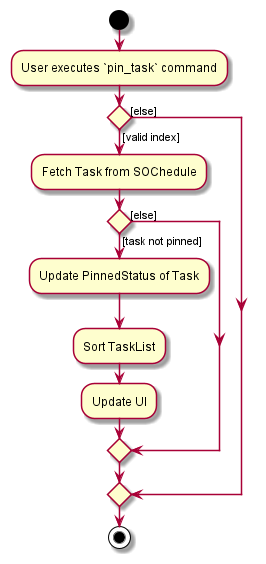 User executes `pin_task` command
[else]
[valid index]
Fetch Task from SOChedule
[else]
[task not pinned]
Update PinnedStatus of Task
Sort TaskList
Update UI